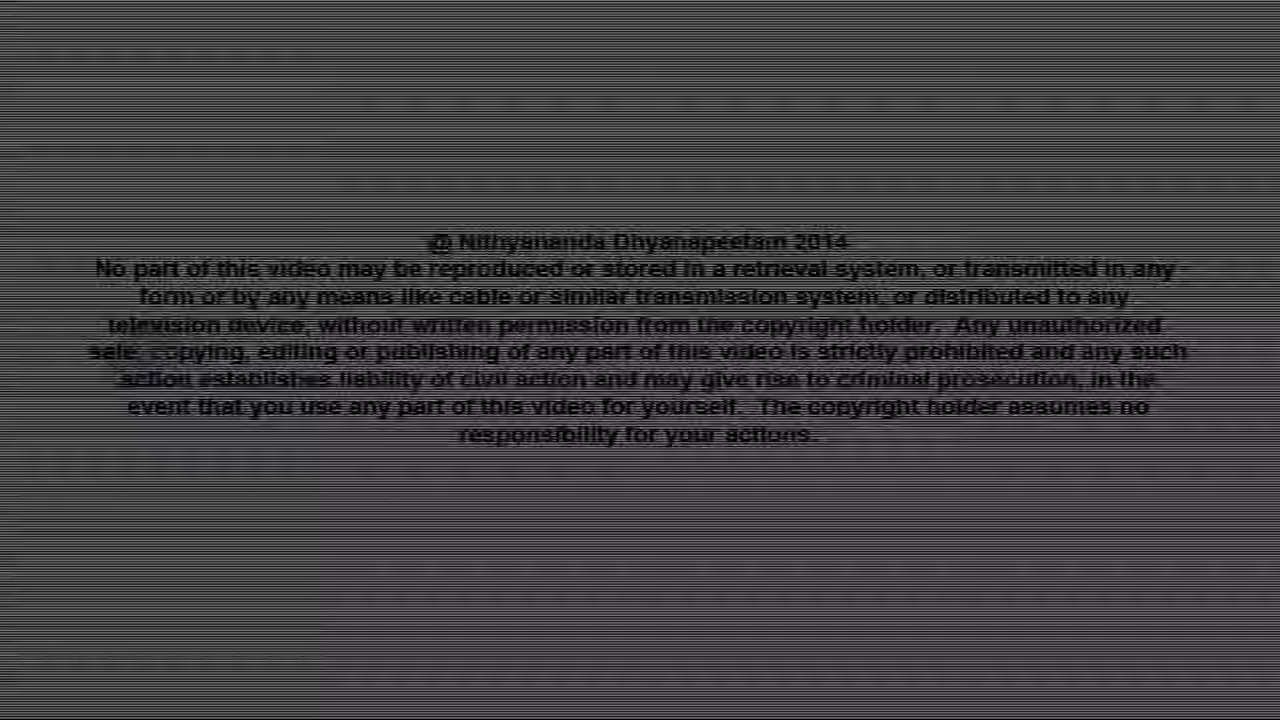 @ Nithyananda Dhyanapeetam 2014
No part of this video may be reproduced or stored in a retrieval system, or transmitted in any
form or by any means like cable or similar transmission system, or distributed to any
television device, without written permission from the copyright holder. Any unauthorized
sale, copying, editing or publishing of any part of this video is strictly prohibited and any such
action establishes liability of civil action and may give rise to criminal prosecution, in the
event that you use any part of this video for yourself. The copyright holder assumes no
responsibility for your actions.